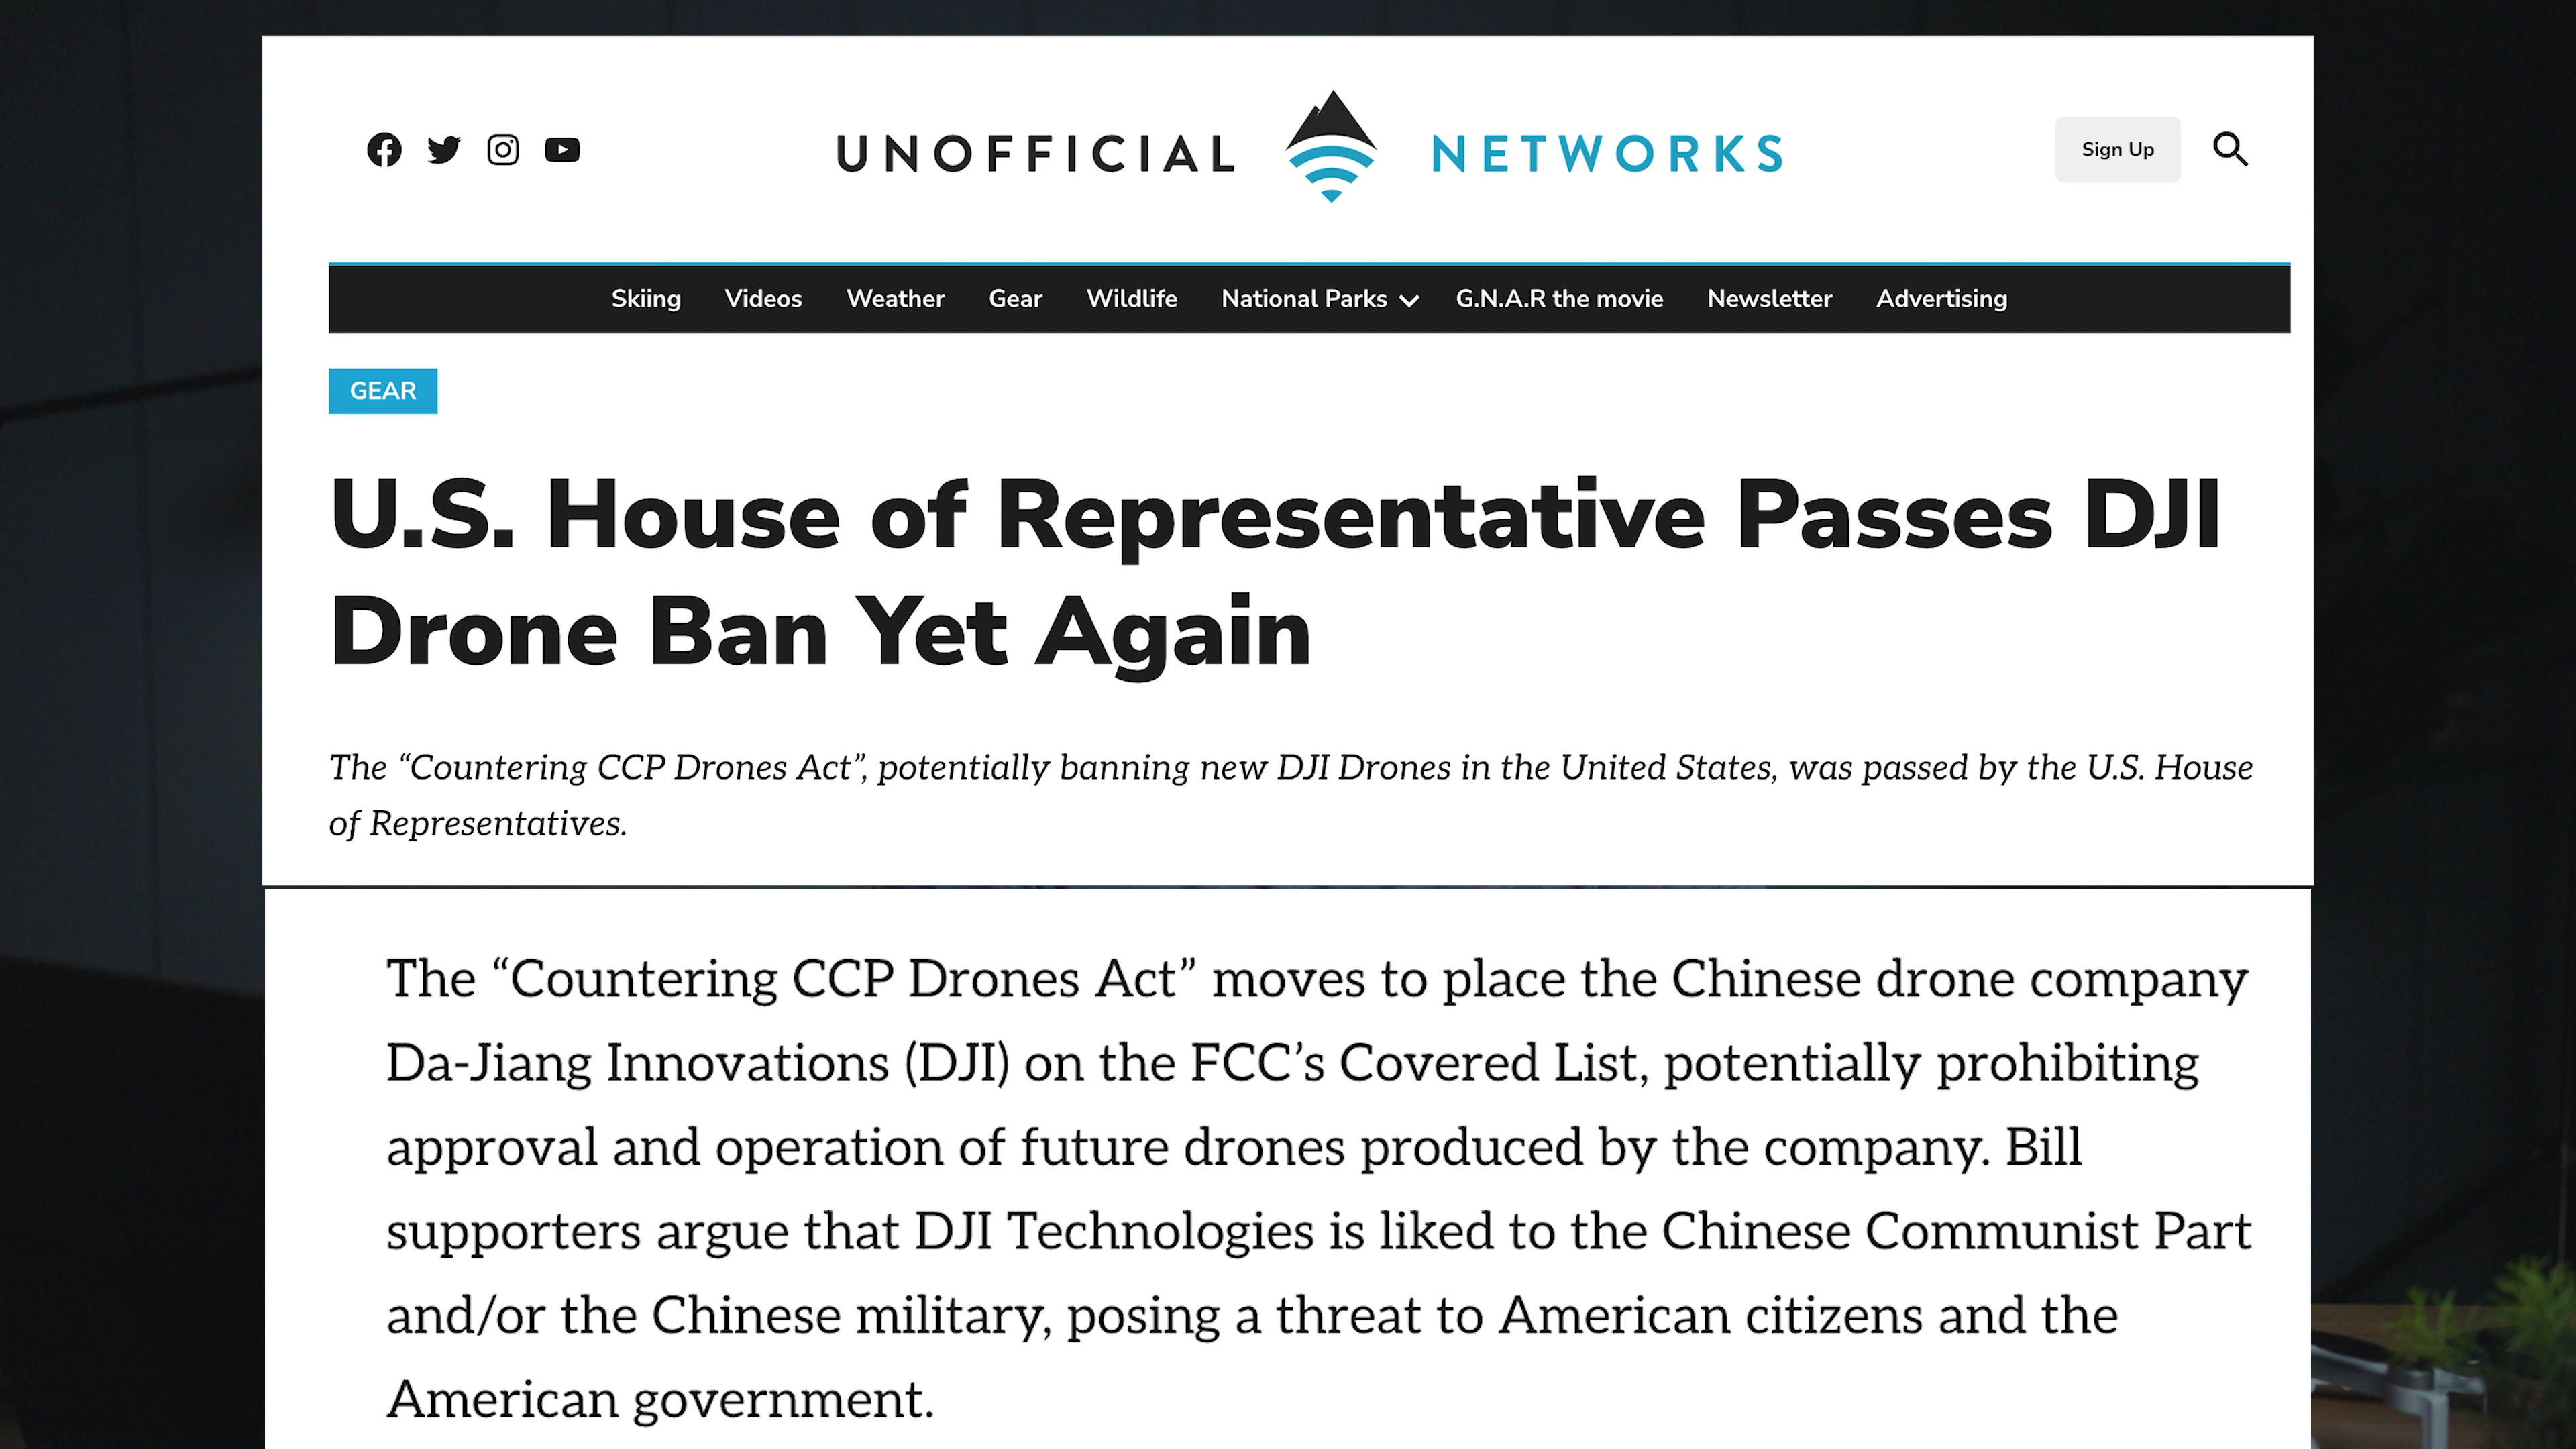 UNOFFICIAL NETWORKS
Sign Up
Skiing Videos Weather Gear Wildlife National Parks G.N.A.R the movie Newsletter Advertising
GEAR
U.S. House of Representative Passes DJI
Drone Ban Yet Again
The “Countering CCP Drones Act”, potentially banning new DJI Drones in the United States, was passed by the U.S. House
of Representatives.
The “Countering CCP Drones Act” moves to place the Chinese drone company
Da-Jiang Innovations (DJI) on the FCC’s Covered List, potentially prohibiting
approval and operation of future drones produced by the company. Bill
supporters argue that DJI Technologies is liked to the Chinese Communist Part
and/or the Chinese military, posing a threat to American citizens and the
American government.